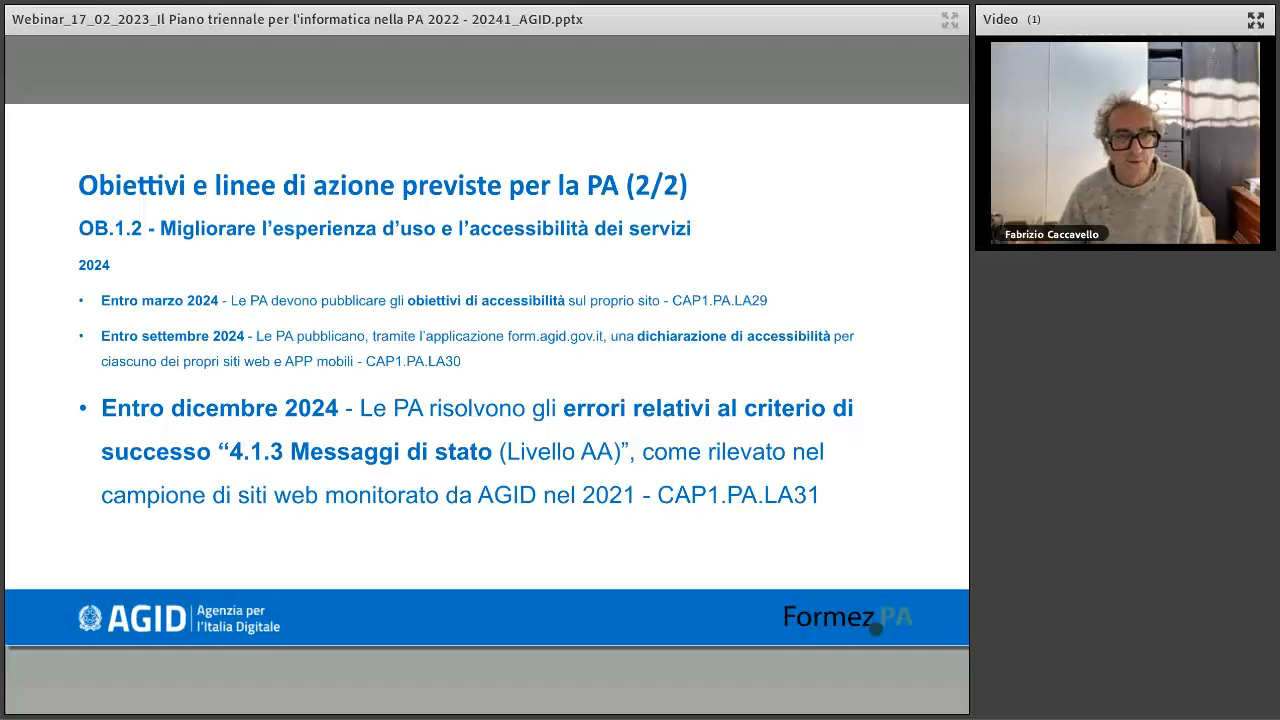 Webinar_17_02_2023_Il Piano triennale per l'informatica nella PA 2022 - 20241_AGID.pptx
Video (1)
Fabrizio Caccavello
Obiettivi e linee di azione previste per la PA (2/2)
OB.1.2 - Migliorare l’esperienza d’uso e l’accessibilità dei servizi
2024
• Entro marzo 2024 - Le PA devono pubblicare gli obiettivi di accessibilità sul proprio sito - CAP1.PA.LA29
• Entro settembre 2024 - Le PA pubblicano, tramite l’applicazione form.agid.gov.it, una dichiarazione di accessibilità per
ciascuno dei propri siti web e APP mobili - CAP1.PA.LA30
• Entro dicembre 2024 - Le PA risolvono gli errori relativi al criterio di
successo “4.1.3 Messaggi di stato (Livello AA)”, come rilevato nel
campione di siti web monitorato da AGID nel 2021 - CAP1.PA.LA31
AGID
Agenzia per
l’Italia Digitale
Formez PA